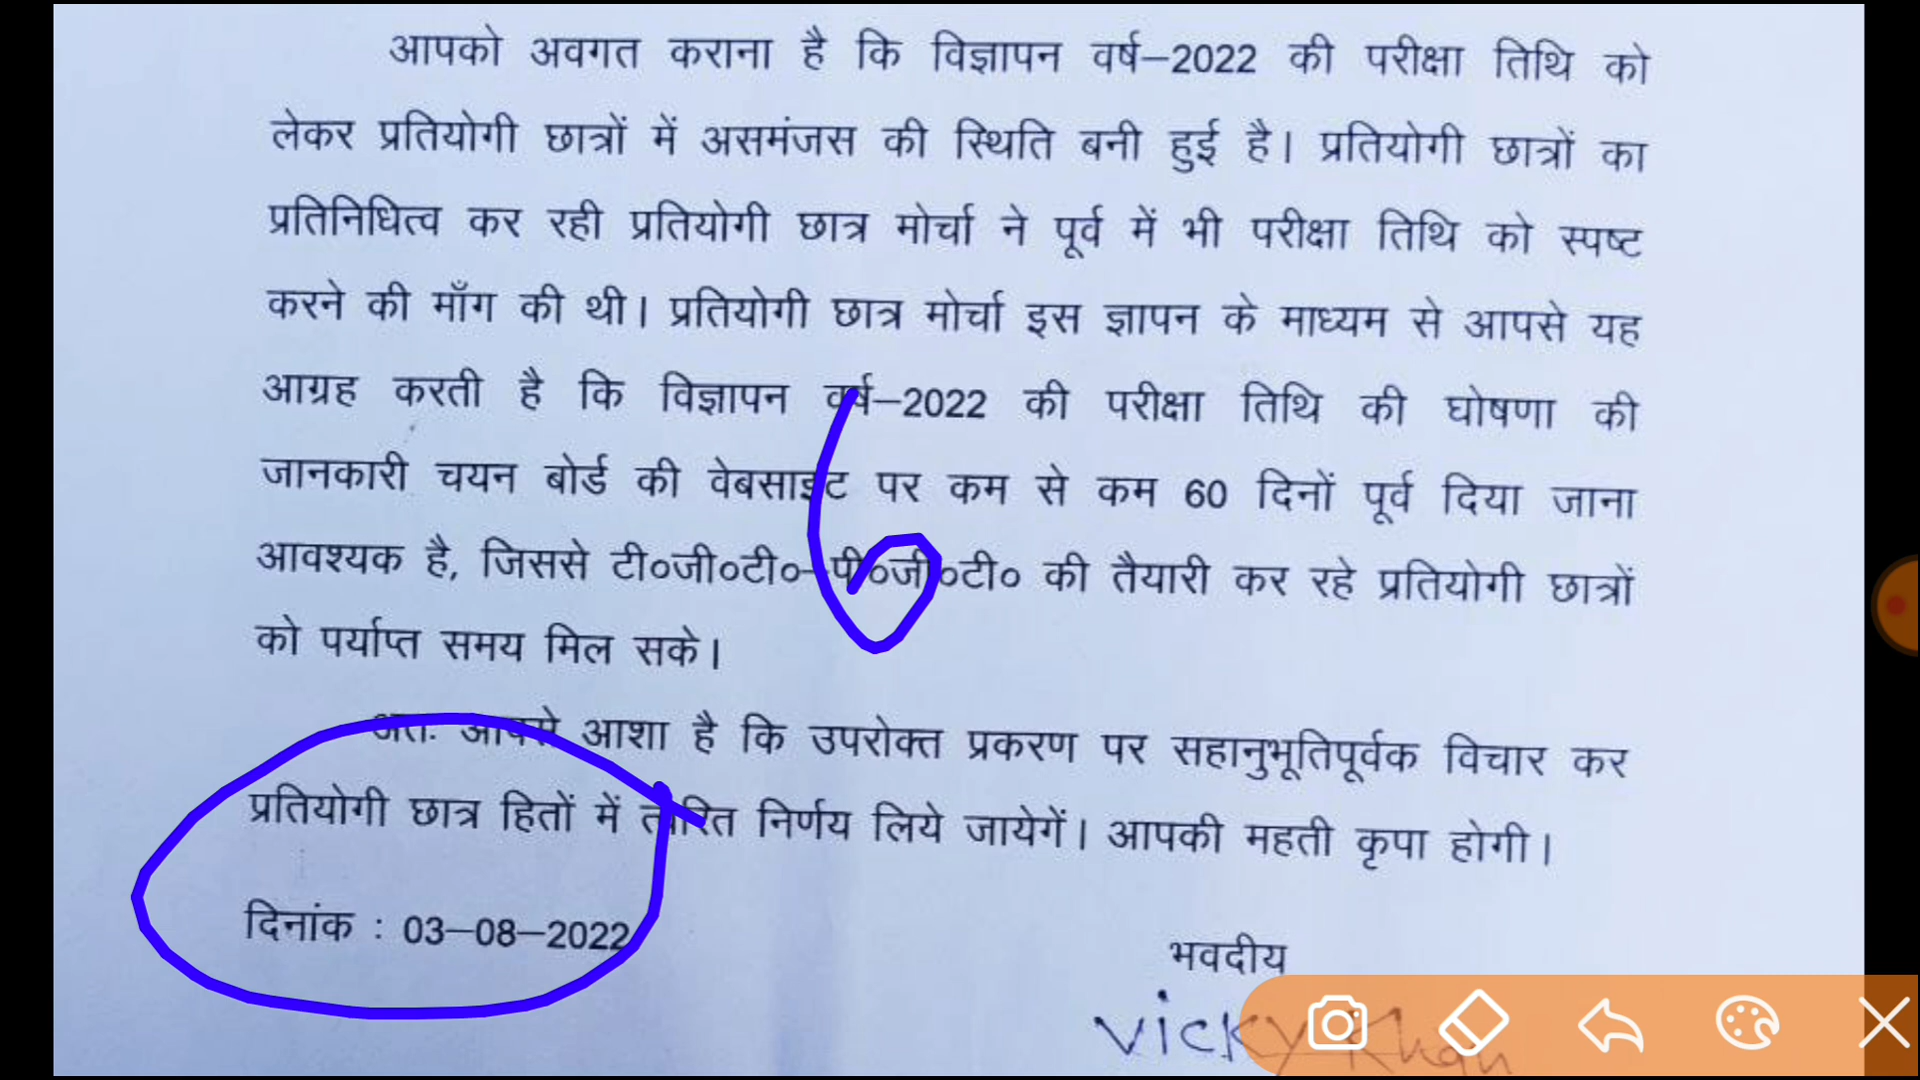 आपको अवगत कराना है कि विज्ञापन वर्ष–2022 की परीक्षा तिथि को
लेकर प्रतियोगी छात्रों में असमंजस की स्थिति बनी हुई है। प्रतियोगी छात्रों का
प्रतिनिधित्व कर रही प्रतियोगी छात्र मोर्चा ने पूर्व में भी परीक्षा तिथि को स्पष्ट
करने की माँग की थी। प्रतियोगी छात्र मोर्चा इस ज्ञापन के माध्यम से आपसे यह
आग्रह करती है कि विज्ञापन वर्ष–2022 की परीक्षा तिथि की घोषणा की
जानकारी चयन बोर्ड की वेबसाइट पर कम से कम 60 दिनों पूर्व दिया जाना
आवश्यक है, जिससे टी०जी०टी०–पी०जी०टी० की तैयारी कर रहे प्रतियोगी छात्रों
को पर्याप्त समय मिल सके।
अतः आपसे आशा है कि उपरोक्त प्रकरण पर सहानुभूतिपूर्वक विचार कर
प्रतियोगी छात्र हितों में त्वरित निर्णय लिये जायेगें। आपकी महती कृपा होगी।
दिनांक : 03–08–2022
भवदीय
Vicky Khan